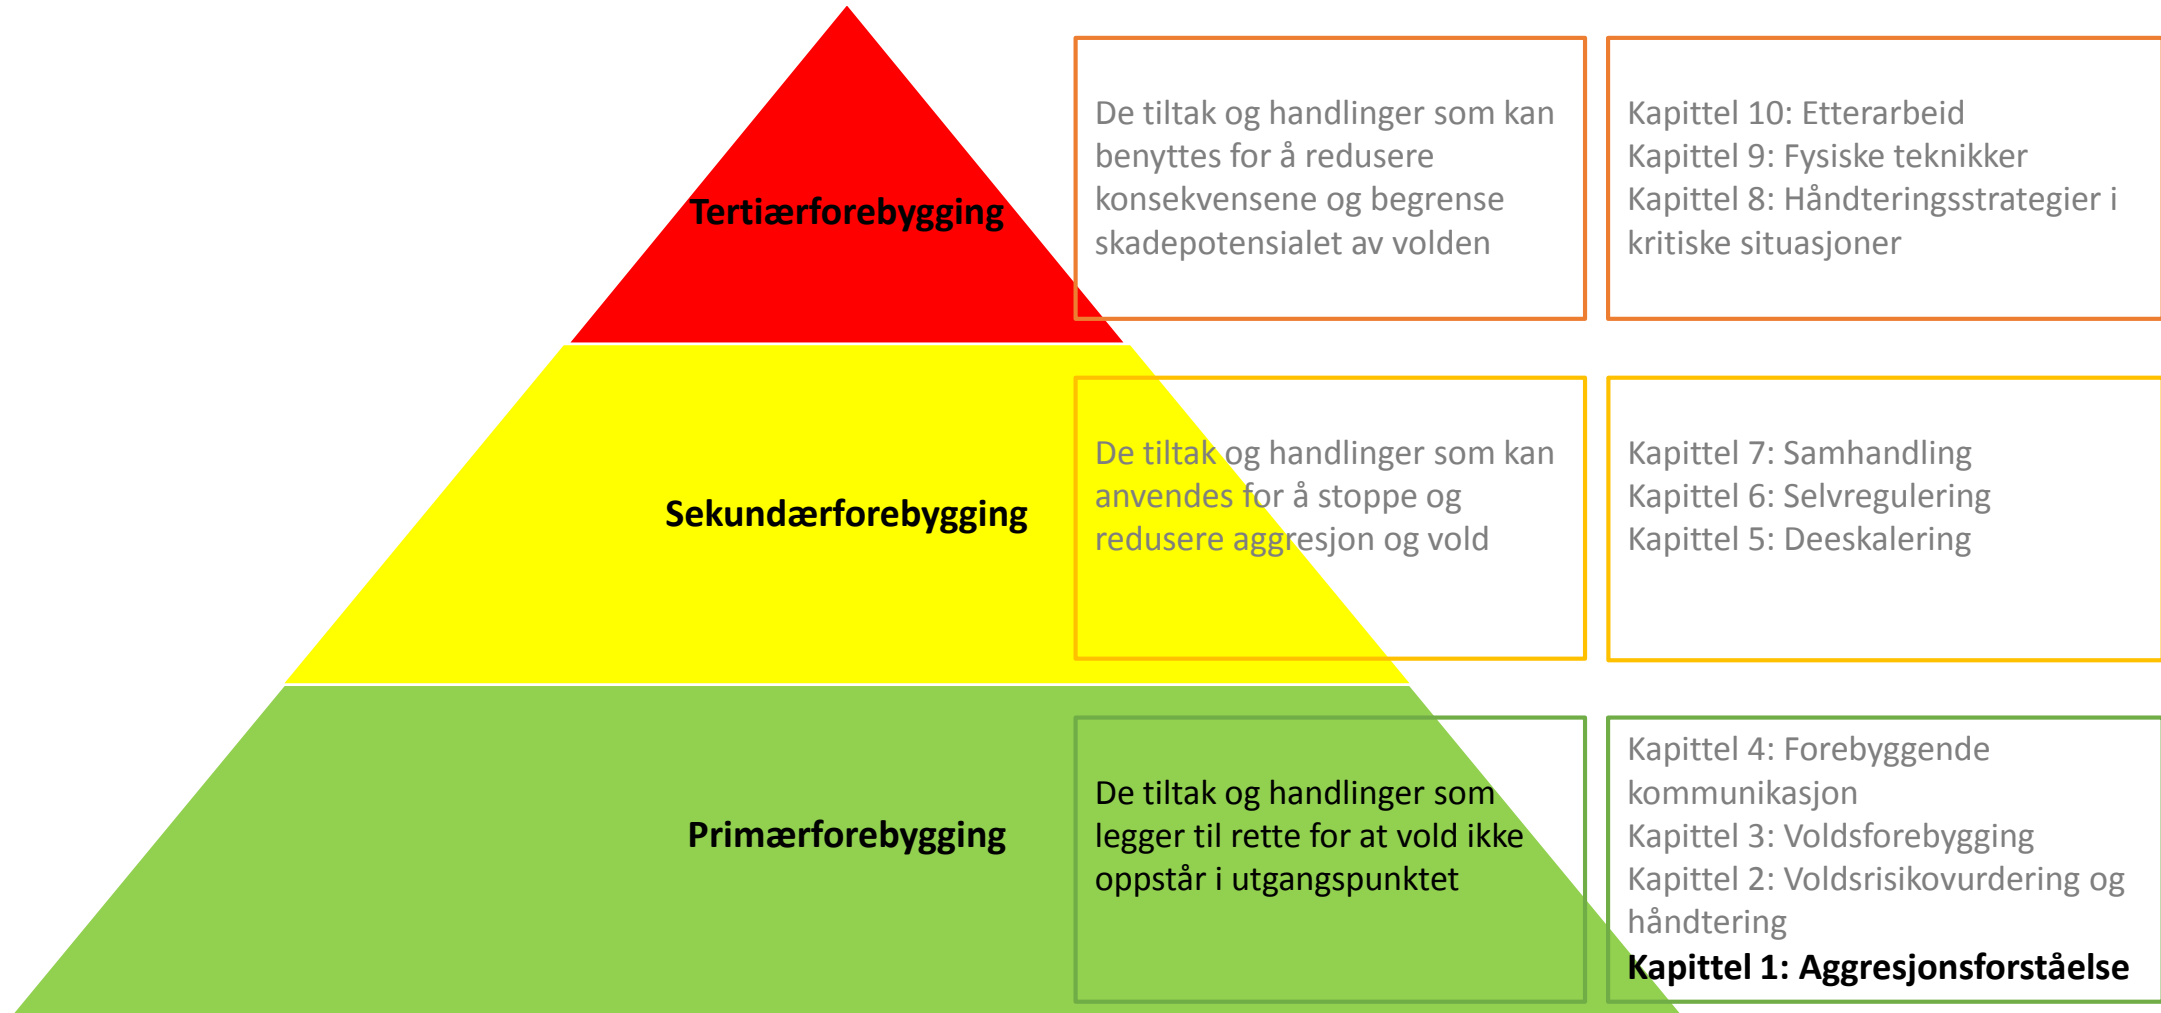 Tertiærforebygging
De tiltak og handlinger som kan
benyttes for å redusere
konsekvensene og begrense
skadepotensialet av volden
Kapittel 10: Etterarbeid
Kapittel 9: Fysiske teknikker
Kapittel 8: Håndteringsstrategier i
kritiske situasjoner
Sekundærforebygging
De tiltak og handlinger som kan
anvendes for å stoppe og
redusere aggresjon og vold
Kapittel 7: Samhandling
Kapittel 6: Selvregulering
Kapittel 5: Deeskalering
Primærforebygging
De tiltak og handlinger som
legger til rette for at vold ikke
oppstår i utgangspunktet
Kapittel 4: Forebyggende
kommunikasjon
Kapittel 3: Voldsforebygging
Kapittel 2: Voldsrisikovurdering og
håndtering
Kapittel 1: Aggresjonsforståelse